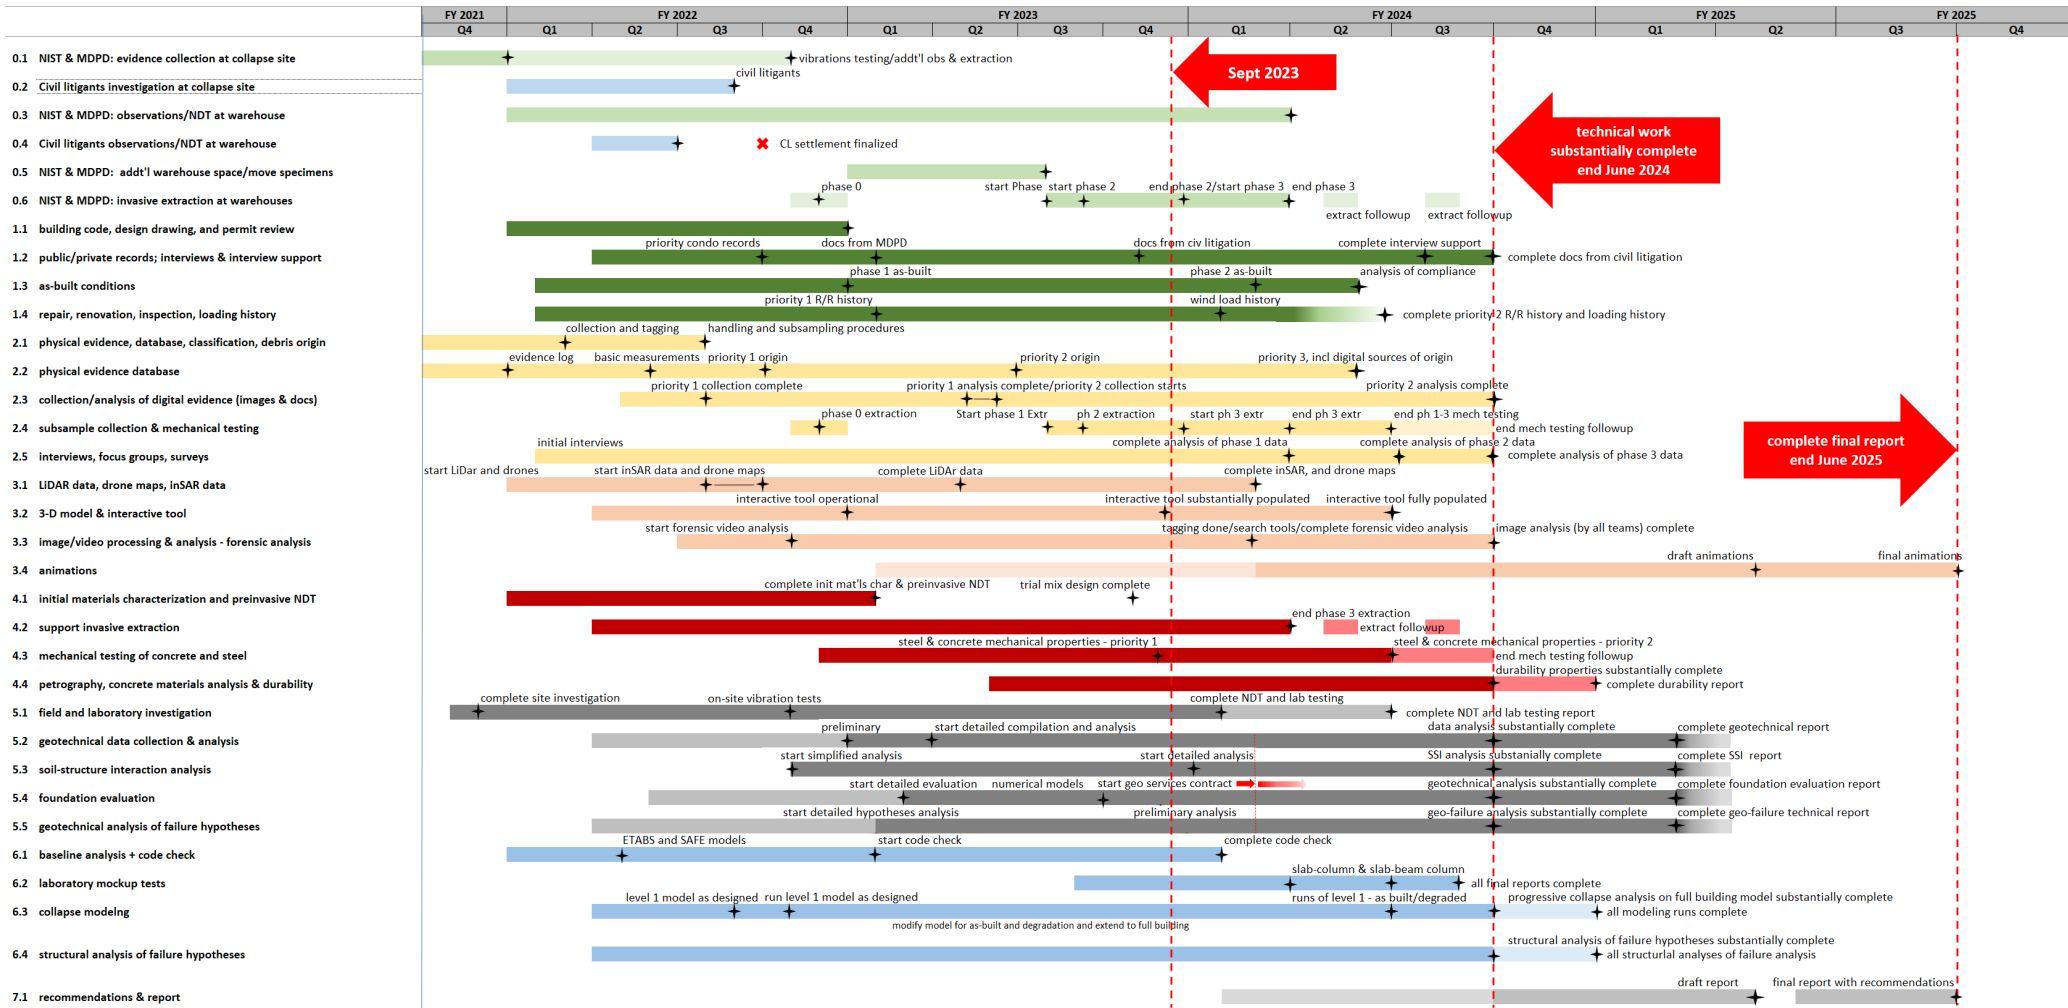 FY 2021 FY 2022 FY 2023 FY 2024 FY 2025 FY 2025
Q4 Q1 Q2 Q3 Q4 Q1 Q2 Q3 Q4 Q1 Q2 Q3 Q4 Q1 Q2 Q3 Q4
0.1 NIST & MDPD: evidence collection at collapse site
vibrations testing/addt'l obs & extraction
Sept 2023
civil litigants
0.2 Civil litigants investigation at collapse site
0.3 NIST & MDPD: observations/NDT at warehouse
technical work
substantially complete
end June 2024
0.4 Civil litigants observations/NDT at warehouse
CL settlement finalized
0.5 NIST & MDPD: addt'l warehouse space/move specimens
phase 0 start Phase start phase 2 end phase 2/start phase 3 end phase 3
0.6 NIST & MDPD: invasive extraction at warehouses
extract followup extract followup
1.1 building code, design drawing, and permit review
priority condo records docs from MDPD docs from civ litigation complete interview support
1.2 public/private records; interviews & interview support
complete docs from civil litigation
phase 1 as-built phase 2 as-built analysis of compliance
1.3 as-built conditions
priority 1 R/R history wind load history
1.4 repair, renovation, inspection, loading history
complete priority 2 R/R history and loading history
collection and tagging handling and subsampling procedures
2.1 physical evidence, database, classification, debris origin
evidence log basic measurements priority 1 origin priority 2 origin priority 3, incl digital sources of origin
2.2 physical evidence database
priority 1 collection complete priority 1 analysis complete/priority 2 collection starts priority 2 analysis complete
2.3 collection/analysis of digital evidence (images & docs)
phase 0 extraction Start phase 1 Extr ph 2 extraction start ph 3 extr end ph 3 extr end ph 1-3 mech testing
2.4 subsample collection & mechanical testing
end mech testing followup
initial interviews complete analysis of phase 1 data complete analysis of phase 2 data
2.5 interviews, focus groups, surveys
complete analysis of phase 3 data
complete final report
end June 2025
start LiDar and drones start inSAR data and drone maps complete LiDAr data complete inSAR, and drone maps
3.1 LiDAR data, drone maps, inSAR data
interactive tool operational interactive tool substantially populated interactive tool fully populated
3.2 3-D model & interactive tool
start forensic video analysis tagging done/search tools/complete forensic video analysis image analysis (by all teams) complete
3.3 image/video processing & analysis - forensic analysis
draft animations final animations
3.4 animations
complete init mat'ls char & preinvasive NDT trial mix design complete
4.1 initial materials characterization and preinvasive NDT
end phase 3 extraction
4.2 support invasive extraction
extract followup
steel & concrete mechanical properties - priority 1 steel & concrete mechanical properties - priority 2
4.3 mechanical testing of concrete and steel
end mech testing followup
durability properties substantially complete
4.4 petrography, concrete materials analysis & durability
complete durability report
complete site investigation on-site vibration tests complete NDT and lab testing
5.1 field and laboratory investigation
complete NDT and lab testing report
preliminary start detailed compilation and analysis data analysis substantially complete complete geotechnical report
5.2 geotechnical data collection & analysis
start simplified analysis start detailed analysis SSI analysis substanially complete complete SSI report
5.3 soil-structure interaction analysis
start detailed evaluation numerical models start geo services contract geotechnical analysis substantially complete complete foundation evaluation report
5.4 foundation evaluation
start detailed hypotheses analysis preliminary analysis geo-failure analysis substantially complete complete geo-failure technical report
5.5 geotechnical analysis of failure hypotheses
ETABS and SAFE models start code check complete code check
6.1 baseline analysis + code check
slab-column & slab-beam column
6.2 laboratory mockup tests
all final reports complete
level 1 model as designed run level 1 model as designed runs of level 1 - as built/degraded progressive collapse analysis on full building model substantially complete
6.3 collapse modelng
all modeling runs complete
modify model for as-built and degradation and extend to full building
structural analysis of failure hypotheses substantially complete
6.4 structural analysis of failure hypotheses
all structurlal analyses of failure analysis
draft report final report with recommendations
7.1 recommendations & report